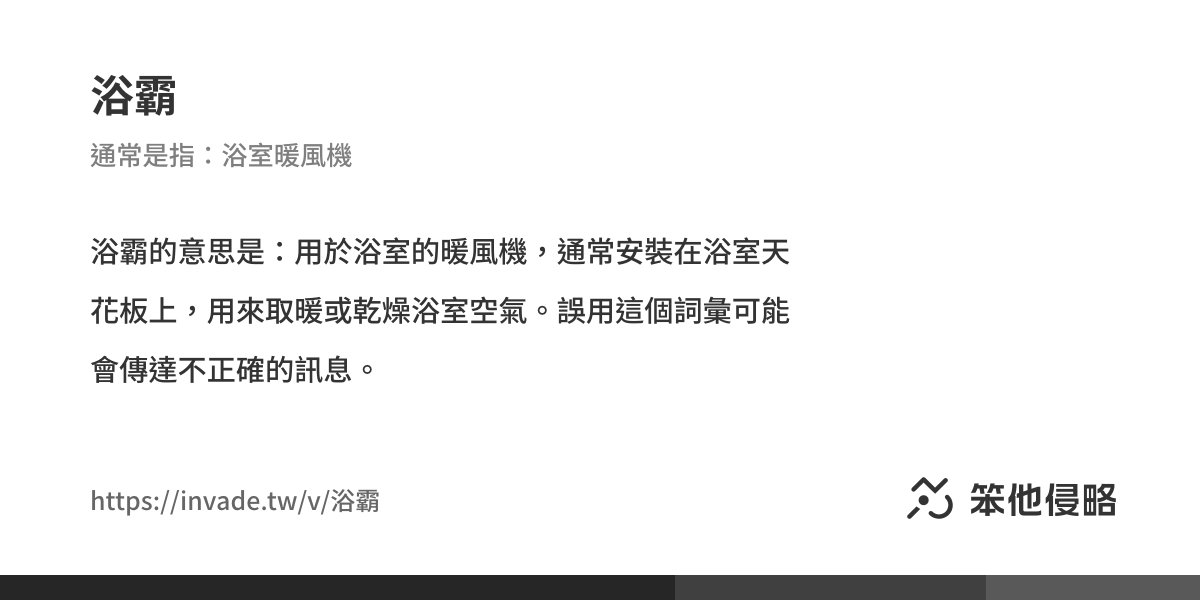 浴霸
通常是指：浴室暖風機
浴霸的意思是：用於浴室的暖風機，通常安裝在浴室天
花板上，用來取暖或乾燥浴室空氣。誤用這個詞彙可能
會傳達不正確的訊息。
https://invade.tw/v/浴霸
笨他侵略